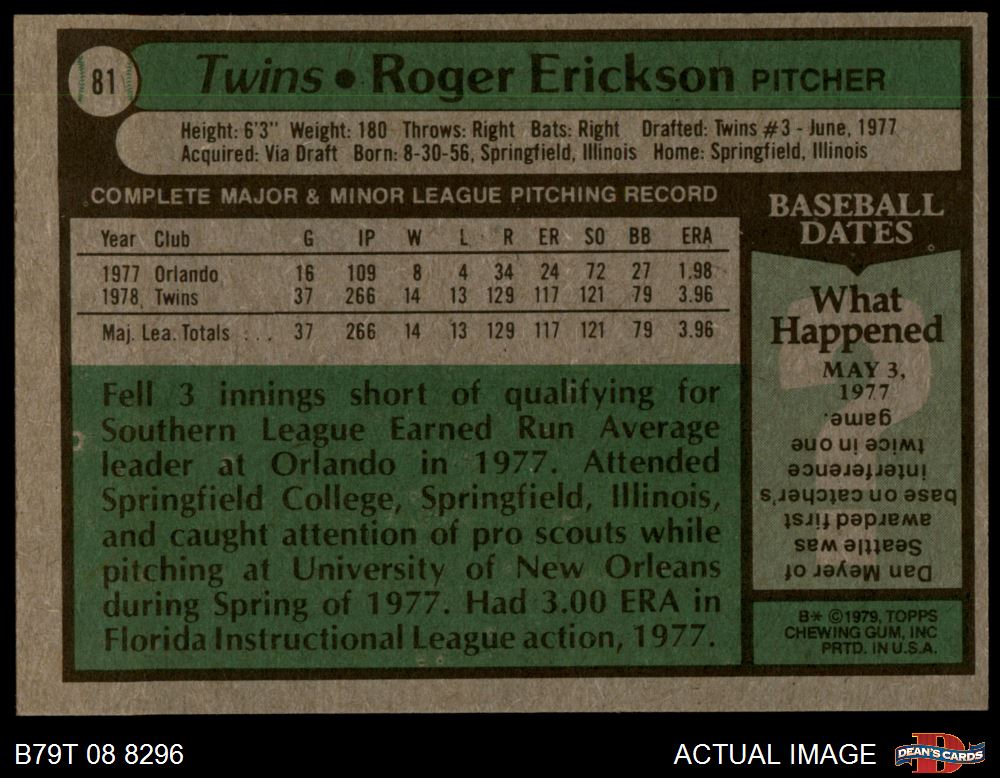 81
Twins • Roger Erickson PITCHER
Height: 6'3" Weight: 180 Throws: Right Bats: Right Drafted: Twins #3 - June, 1977
Acquired: Via Draft Born: 8-30-56, Springfield, Illinois Home: Springfield, Illinois
COMPLETE MAJOR & MINOR LEAGUE PITCHING RECORD
Year Club G IP W L R ER SO BB ERA
1977 Orlando 16 109 8 4 34 24 72 27 1.98
1978 Twins 37 266 14 13 129 117 121 79 3.96
Maj. Lea. Totals . . . 37 266 14 13 129 117 121 79 3.96
Fell 3 innings short of qualifying for
Southern League Earned Run Average
leader at Orlando in 1977. Attended
Springfield College, Springfield, Illinois,
and caught attention of pro scouts while
pitching at University of New Orleans
during Spring of 1977. Had 3.00 ERA in
Florida Instructional League action, 1977.
BASEBALL
DATES
What
Happened
MAY 3,
1977
Dan Meyer of
Seattle was
awarded first
base on catcher's
interference
twice in one
game.
B* ©1979, TOPPS
CHEWING GUM, INC
PRTD. IN U.S.A.
B79T 08 8296
ACTUAL IMAGE
DEAN'S CARDS